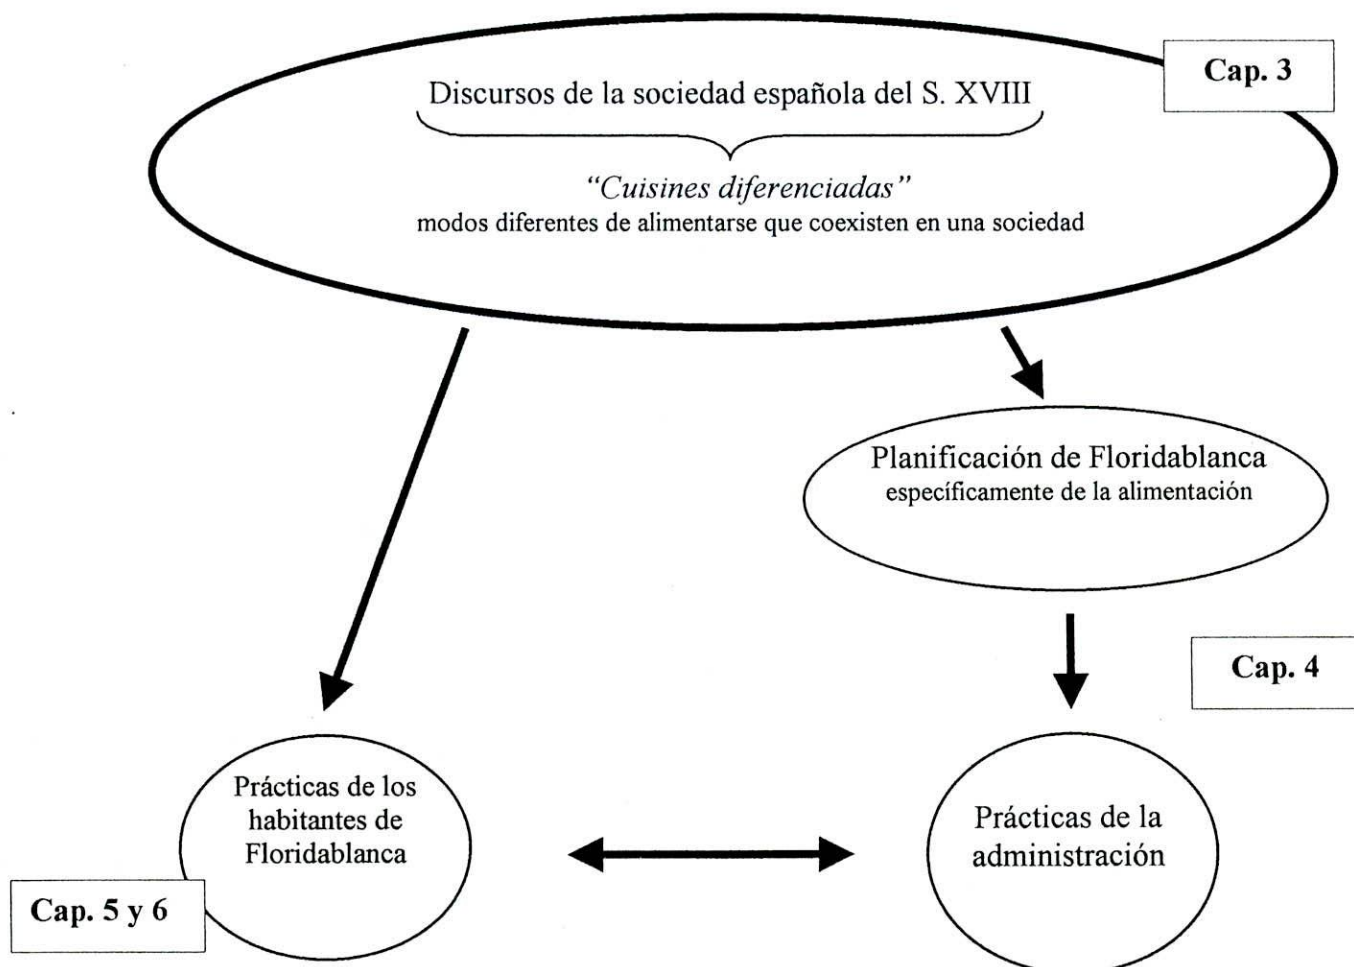 Cap. 3
Discursos de la sociedad española del S. XVIII
“Cuisines diferenciadas”
modos diferentes de alimentarse que coexisten en una sociedad
Planificación de Floridablanca
específicamente de la alimentación
Cap. 4
Prácticas de los
habitantes de
Floridablanca
Prácticas de la
administración
Cap. 5 y 6